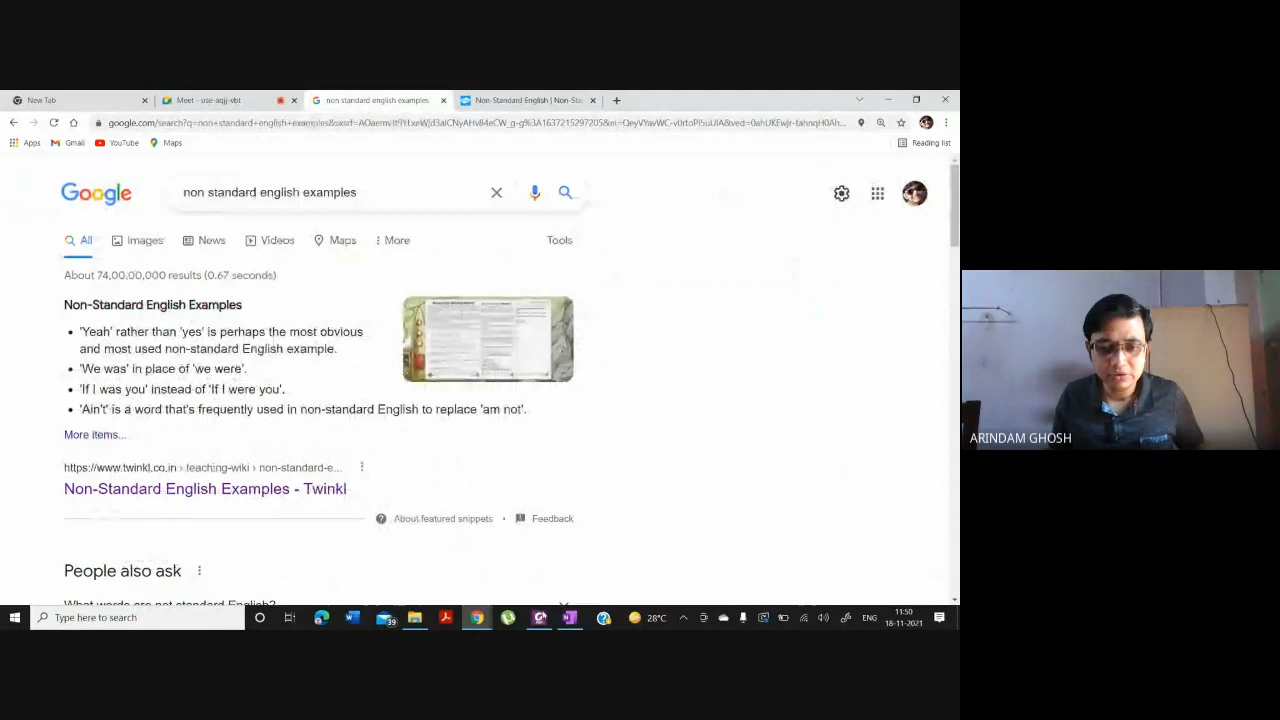 New Tab
Meet - use-aqjj-vbt
non standard english examples
Non-Standard English | Non-Sta
Apps
Gmail
YouTube
Maps
Reading list
Google
non standard english examples
All
Images
News
Videos
Maps
More
Tools
About 74,00,00,000 results (0.67 seconds)
Non-Standard English Examples
• 'Yeah' rather than 'yes' is perhaps the most obvious
and most used non-standard English example.
• 'We was' in place of 'we were'.
• 'If I was you' instead of 'If I were you'.
• 'Ain't' is a word that's frequently used in non-standard English to replace 'am not'.
More items...
https://www.twinkl.co.in › teaching-wiki › non-standard-e...
Non-Standard English Examples - Twinkl
About featured snippets
•
Feedback
People also ask
What words are not standard English?
ARINDAM GHOSH
Type here to search
39
28°C
ENG
11:50
18-11-2021